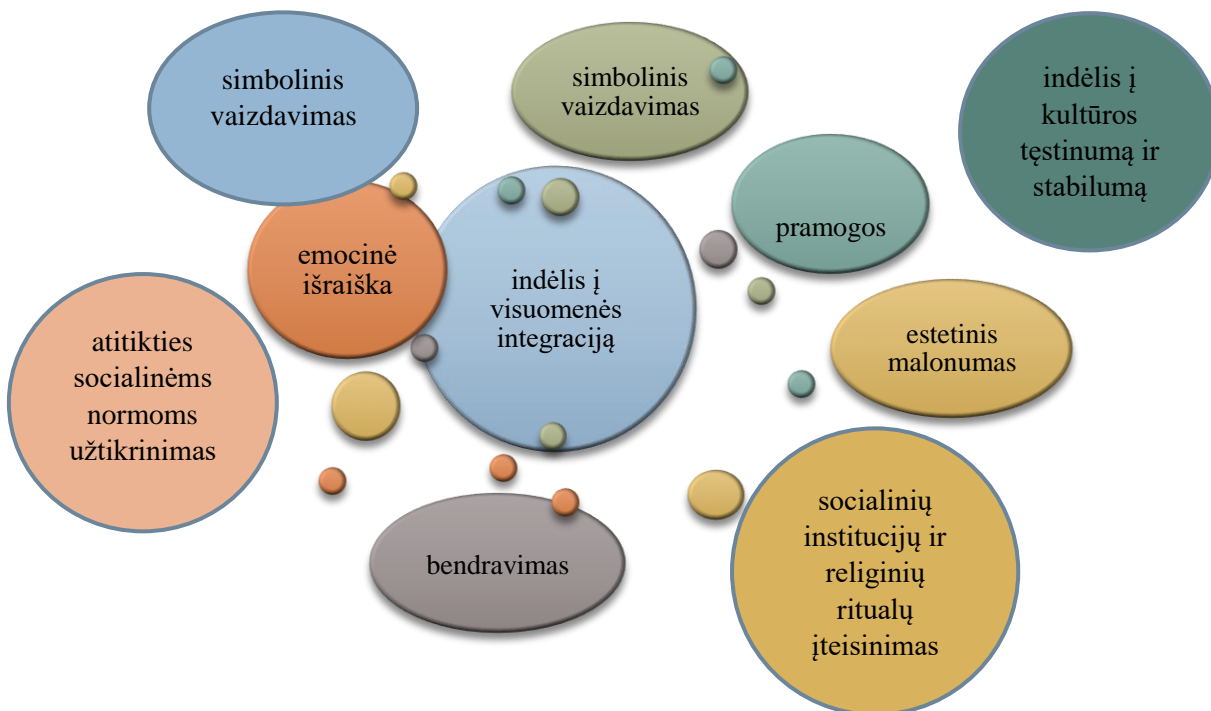 simbolinis
vaizdavimas
simbolinis
vaizdavimas
indėlis į
kultūros
tęstinumą ir
stabilumą
pramogos
emocinė
išraiška
indėlis į
visuomenės
integraciją
estetinis
malonumas
atitikties
socialinėms
normoms
užtikrinimas
bendravimas
socialinių
institucijų ir
religinių
ritualų
įteisinimas